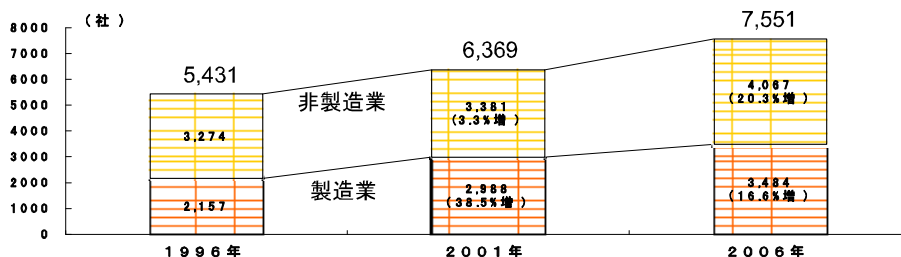 (社)
8000
7000
6000
5000
4000
3000
2000
1000
0
5,431
6,369
7,551
非製造業
製造業
3,274
2,157
3,381
(3.3%増)
2,988
(38.5%増)
4,067
(20.3%増)
3,484
(16.6%増)
1996年
2001年
2006年